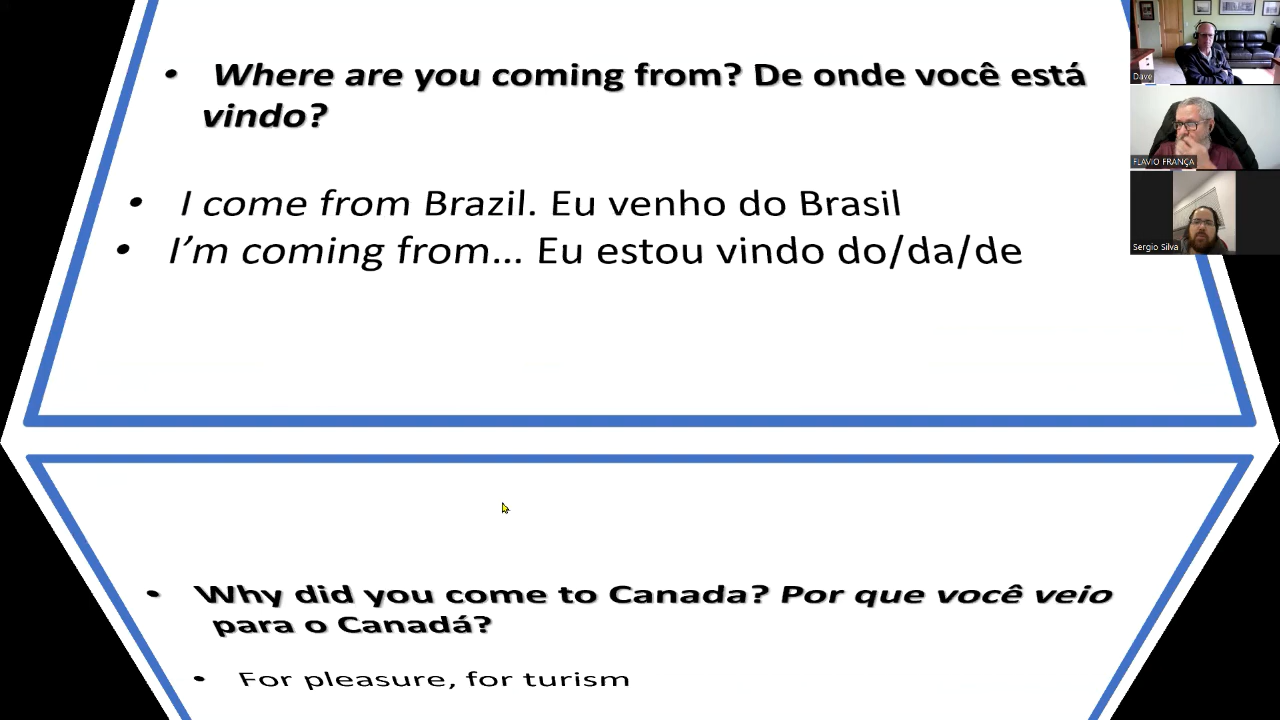 • Where are you coming from? De onde você está
vindo?
• I come from Brazil. Eu venho do Brasil
• I’m coming from... Eu estou vindo do/da/de
• Why did you come to Canada? Por que você veio
para o Canadá?
• For pleasure, for turism
Dave
FLAVIO FRANÇA
Sergio Silva